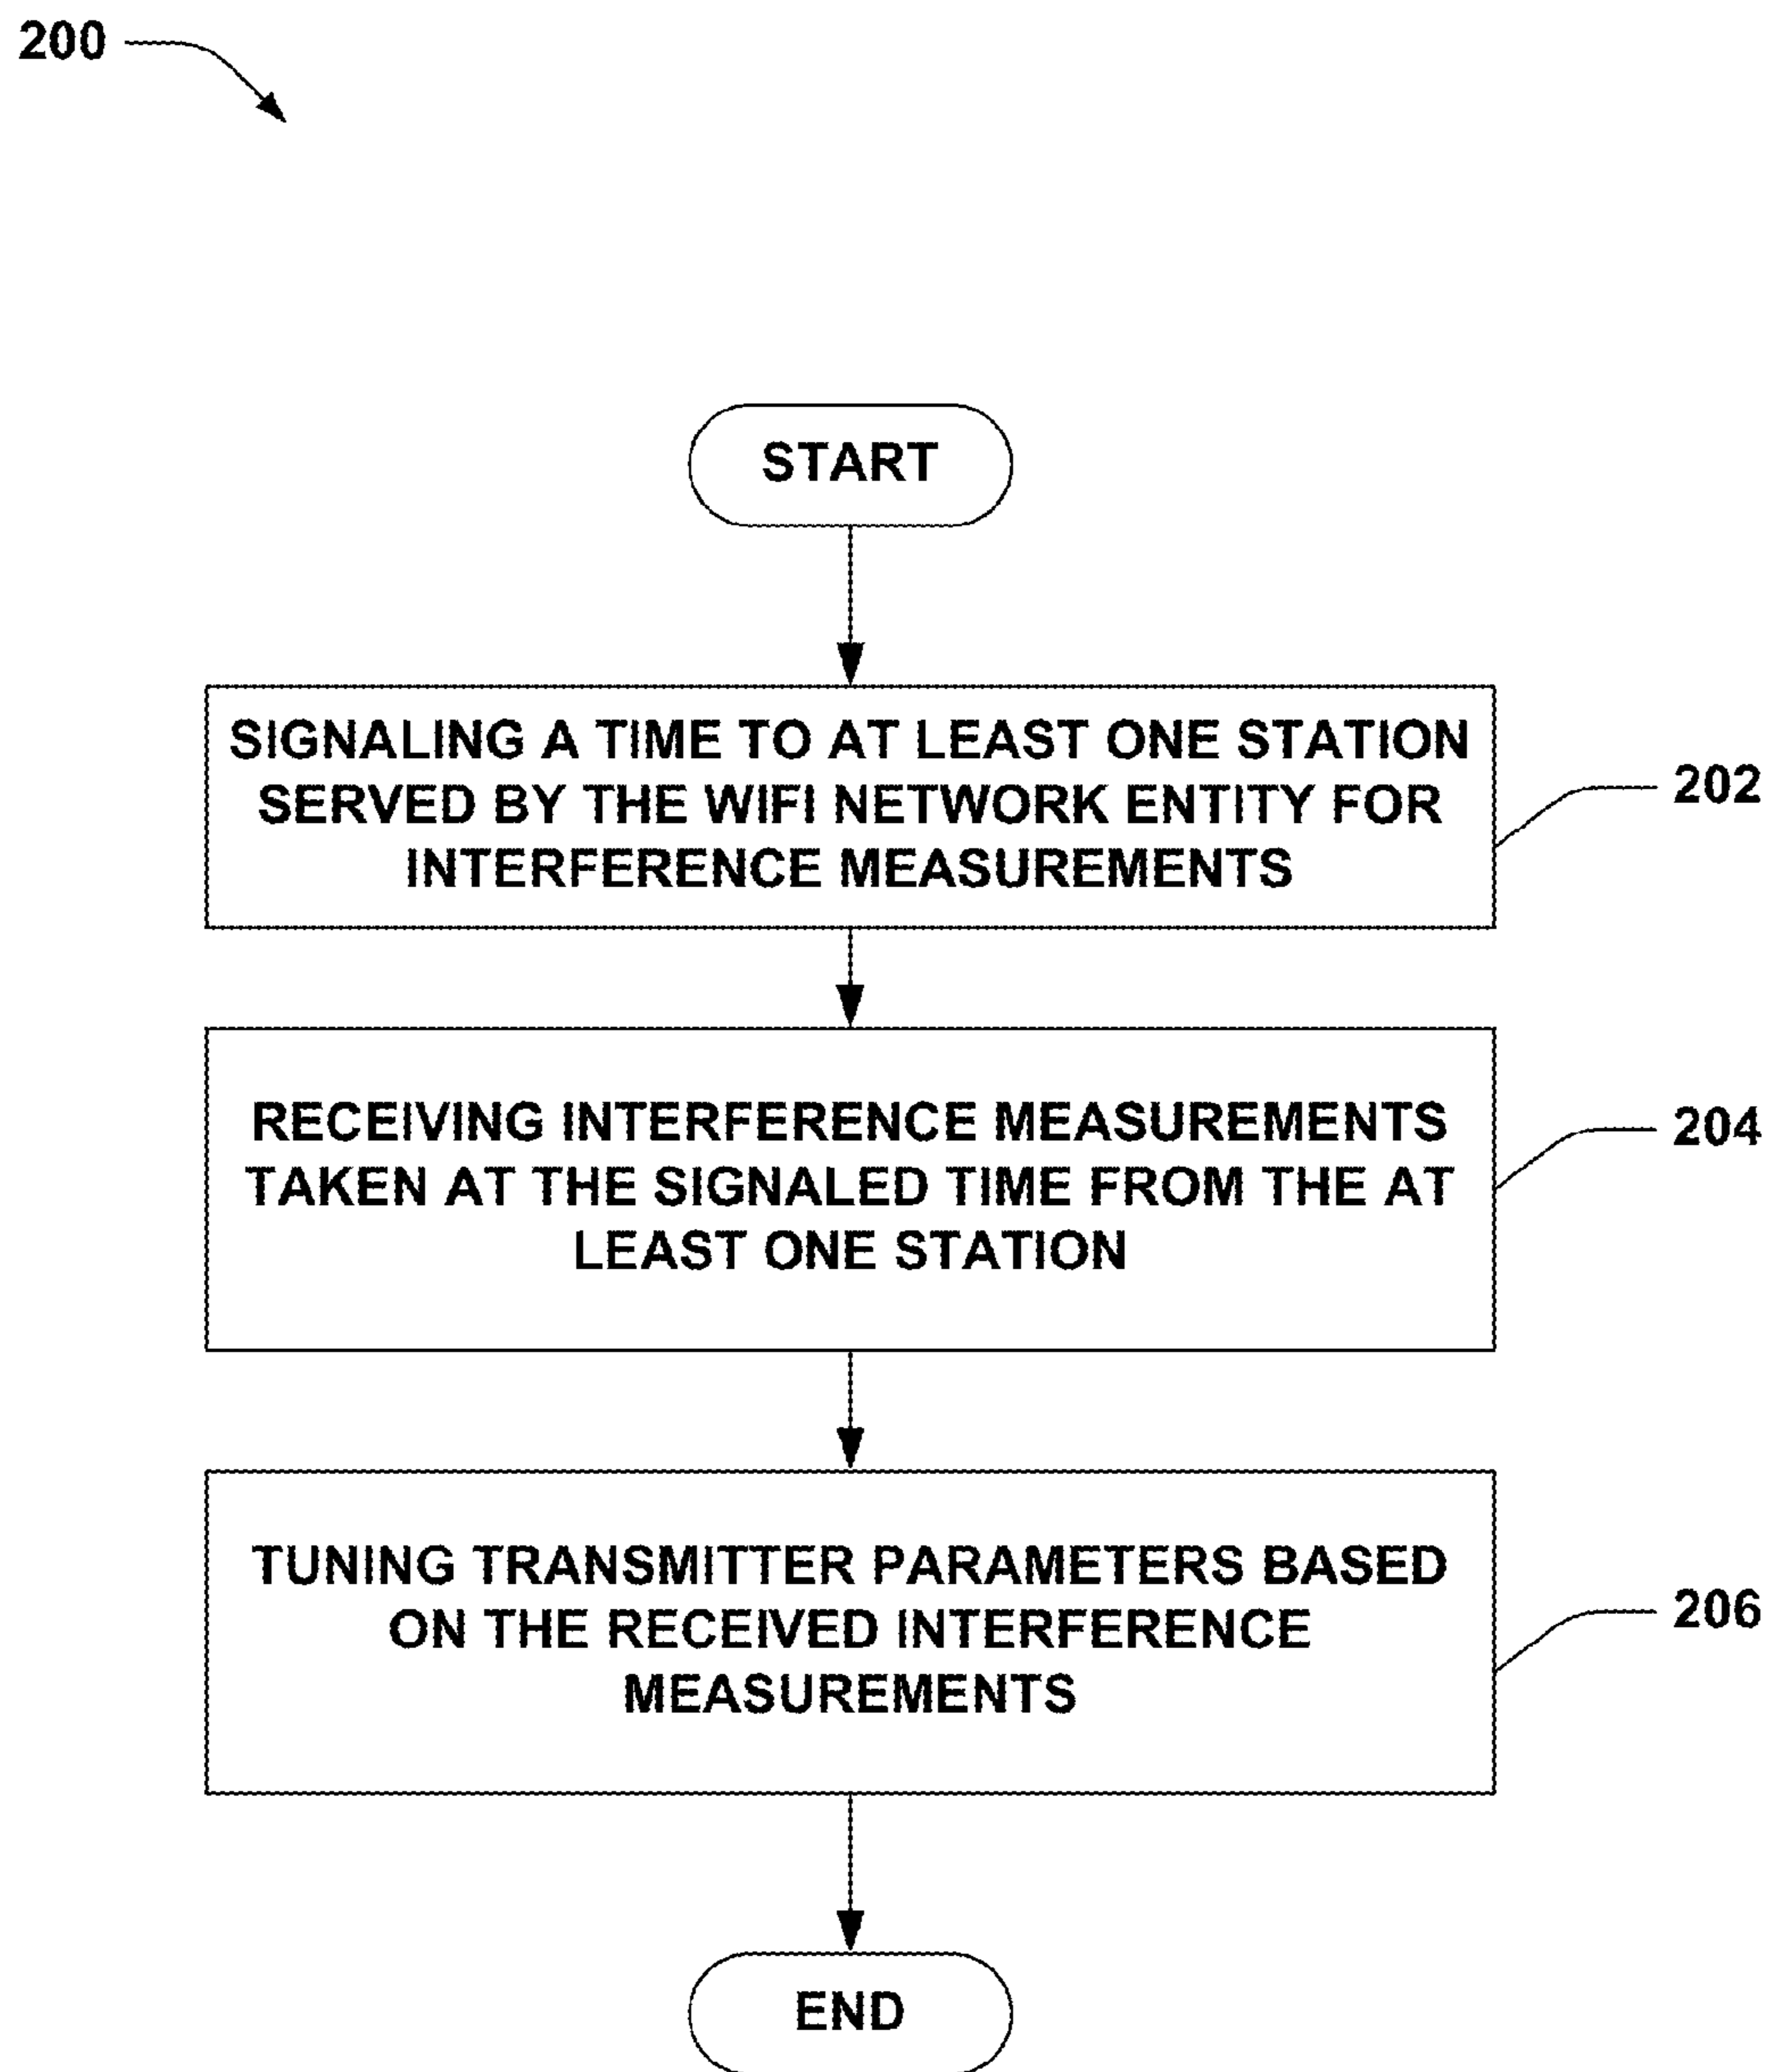 200
START
SIGNALING A TIME TO AT LEAST ONE STATION
SERVED BY THE WIFI NETWORK ENTITY FOR
INTERFERENCE MEASUREMENTS
202
RECEIVING INTERFERENCE MEASUREMENTS
TAKEN AT THE SIGNALED TIME FROM THE AT
LEAST ONE STATION
204
TUNING TRANSMITTER PARAMETERS BASED
ON THE RECEIVED INTERFERENCE
MEASUREMENTS
206
END